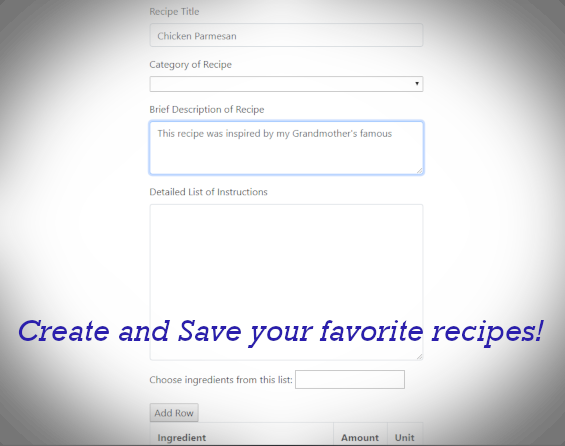 Recipe Title
Chicken Parmesan
Category of Recipe
Brief Description of Recipe
This recipe was inspired by my Grandmother's famous
Detailed List of Instructions
Create and Save your favorite recipes!
Choose ingredients from this list:
Add Row
Ingredient Amount Unit